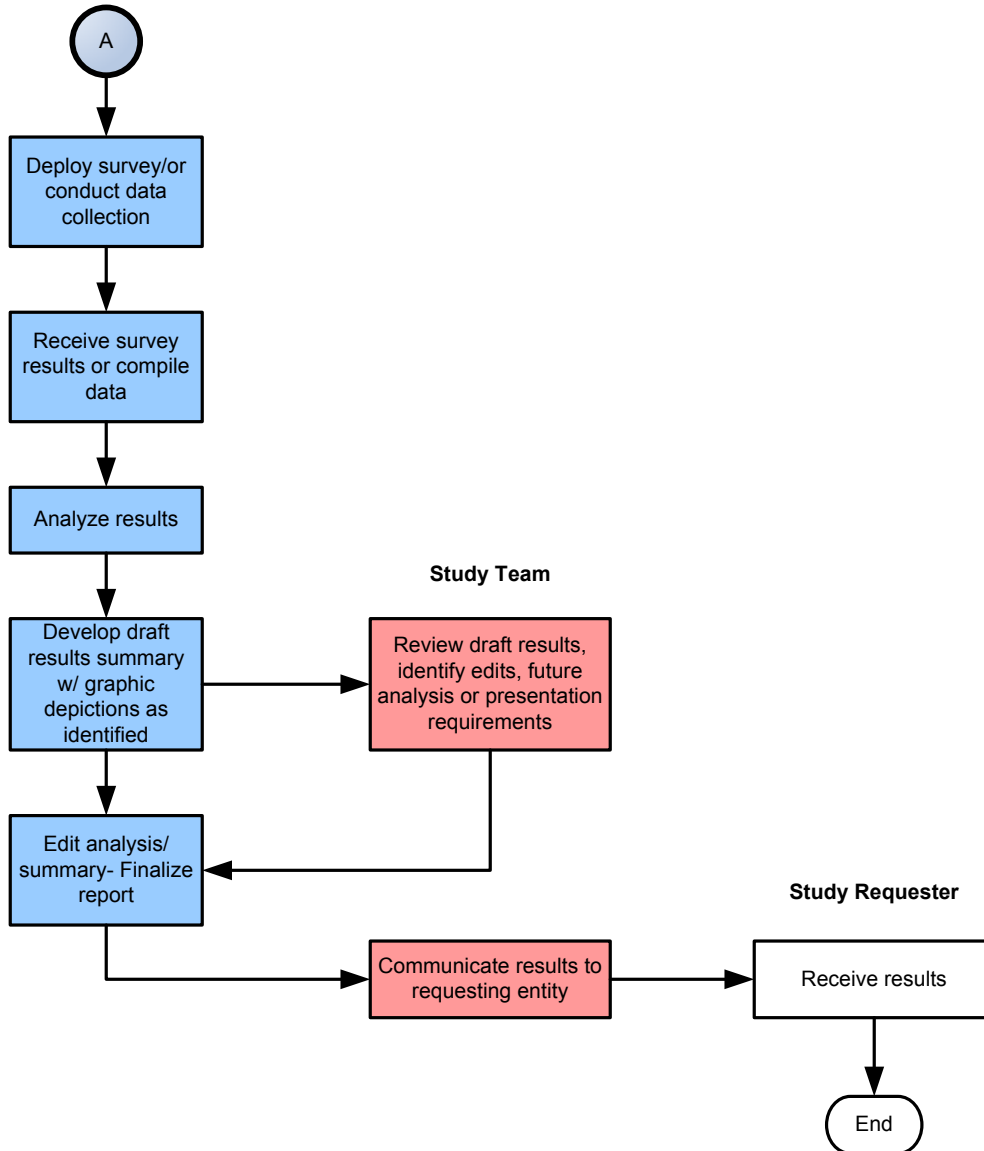 A
Deploy survey/or
conduct data
collection
Receive survey
results or compile
data
Analyze results
Study Team
Develop draft
results summary
w/ graphic
depictions as
identified
Review draft results,
identify edits, future
analysis or presentation
requirements
Edit analysis/
summary- Finalize
report
Study Requester
Communicate results to
requesting entity
Receive results
End